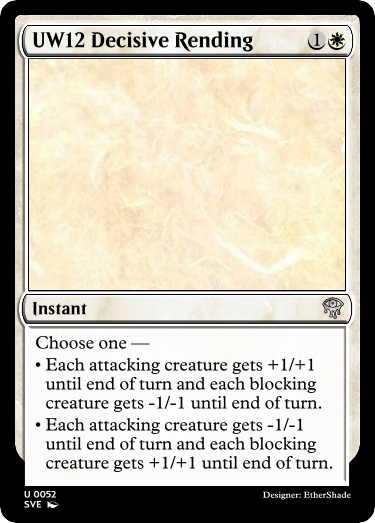 UW12 Decisive Rending 1
Instant
Choose one —
• Each attacking creature gets +1/+1
until end of turn and each blocking
creature gets -1/-1 until end of turn.
• Each attacking creature gets -1/-1
until end of turn and each blocking
creature gets +1/+1 until end of turn.
U 0052
SVE
Designer: EtherShade